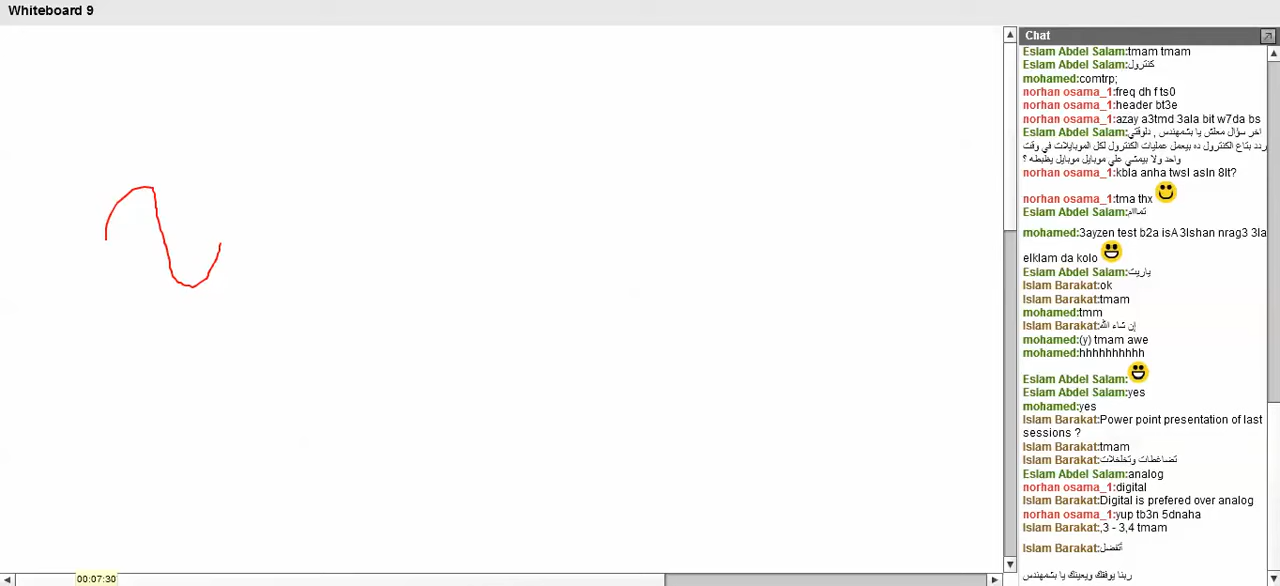 Whiteboard 9
Chat
Eslam Abdel Salam:tmam tmam
Eslam Abdel Salam:كنترول
mohamed:comtrp;
norhan osama_1:freq dh f ts0
norhan osama_1:header bt3e
norhan osama_1:azay a3tmd 3ala bit w7da bs
Eslam Abdel Salam:اخر سؤال معلش يا بشمهندس , دلوقتي
ردد بتاع الكنترول ده بيعمل عمليات الكنترول لكل الموبايلات في وقت
واحد ولا بيمشي علي موبايل موبايل يظبطه ؟
norhan osama_1:kbla anha twsl asln 8lt?
norhan osama_1:tma thx
Eslam Abdel Salam:تمااام
mohamed:3ayzen test b2a isA 3lshan nrag3 3la
elklam da kolo
Eslam Abdel Salam:ياريت
Islam Barakat:ok
Islam Barakat:tmam
mohamed:tmm
Islam Barakat:إن شاء الله
mohamed:(y) tmam awe
mohamed:hhhhhhhhhh
Eslam Abdel Salam:
Eslam Abdel Salam:yes
mohamed:yes
Islam Barakat:Power point presentation of last
sessions ?
Islam Barakat:tmam
Islam Barakat:تضاغطات وتخلخلات
Eslam Abdel Salam:analog
norhan osama_1:digital
Islam Barakat:Digital is prefered over analog
norhan osama_1:yup tb3n 5dnaha
Islam Barakat:,3 - 3,4 tmam
Islam Barakat:أتفضل
ربنا يوفقك ويعينك يا بشمهندس
00:07:30